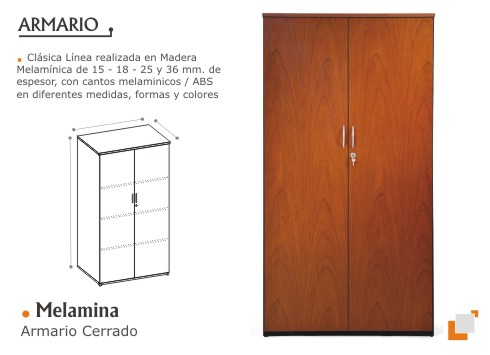 ARMARIO
Clásica Línea realizada en Madera
Melamínica de 15 - 18 - 25 y 36 mm. de
espesor, con cantos melaminicos / ABS
en diferentes medidas, formas y colores
Melamina
Armario Cerrado